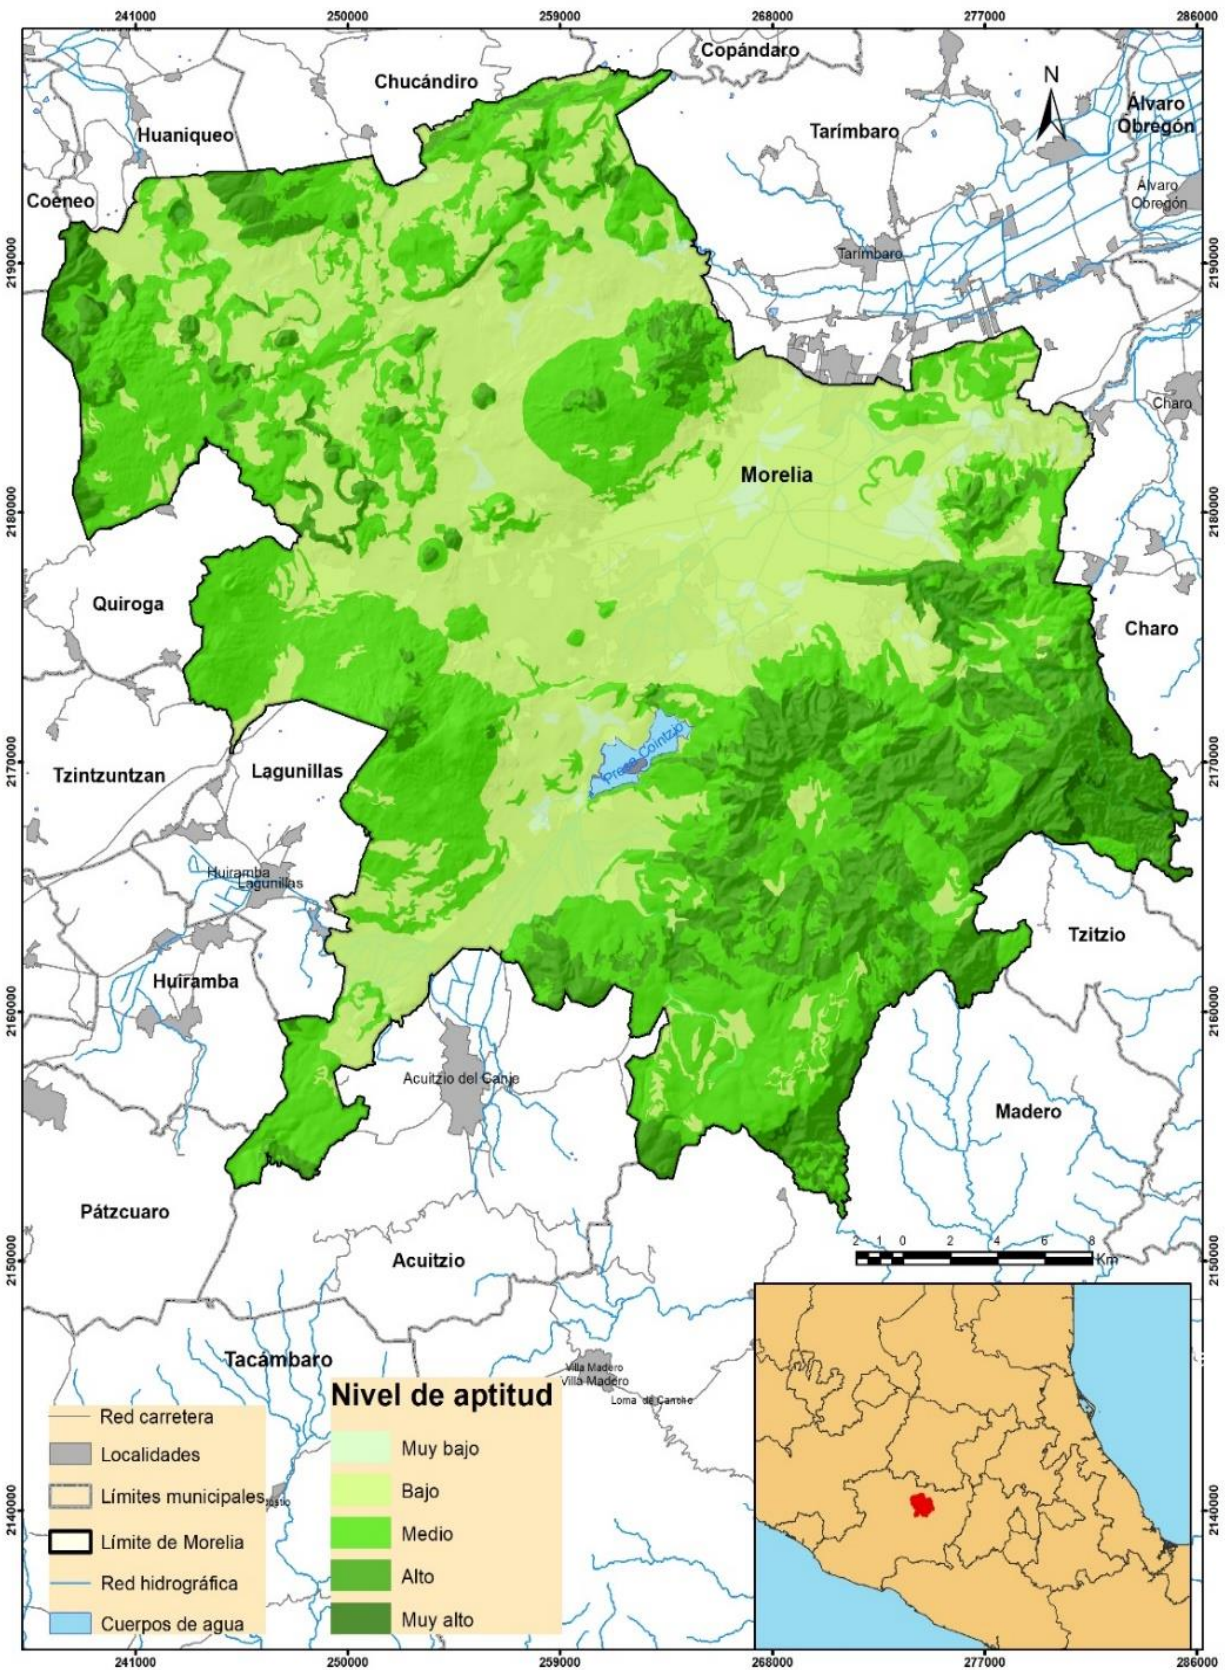 241000 250000 259000 268000 277000 286000
Copándaro
N
Chucándiro
Álvaro
Obregón
Huaniqueo
Tarímbaro
Álvaro
Obregón
Coeneo
Tarímbaro
2190000
2190000
Charo
Morelia
2180000
2180000
Quiroga
Charo
Presa Cointzio
2170000
2170000
Tzintzuntzan
Lagunillas
Huiramba
Lagunillas
Tzitzio
Huiramba
2160000
2160000
Acuitzio del Canje
Madero
Pátzcuaro
2 1 0 2 4 6 8
Km
Acuitzio
2150000
2150000
Tacámbaro
Villa Madero
Villa Madero
Loma de Canche
Nivel de aptitud
Muy bajo
Bajo
Medio
Alto
Muy alto
Red carretera
Localidades
Límites municipales
Límite de Morelia
Red hidrográfica
Cuerpos de agua
2140000
2140000
241000 250000 259000 268000 277000 286000